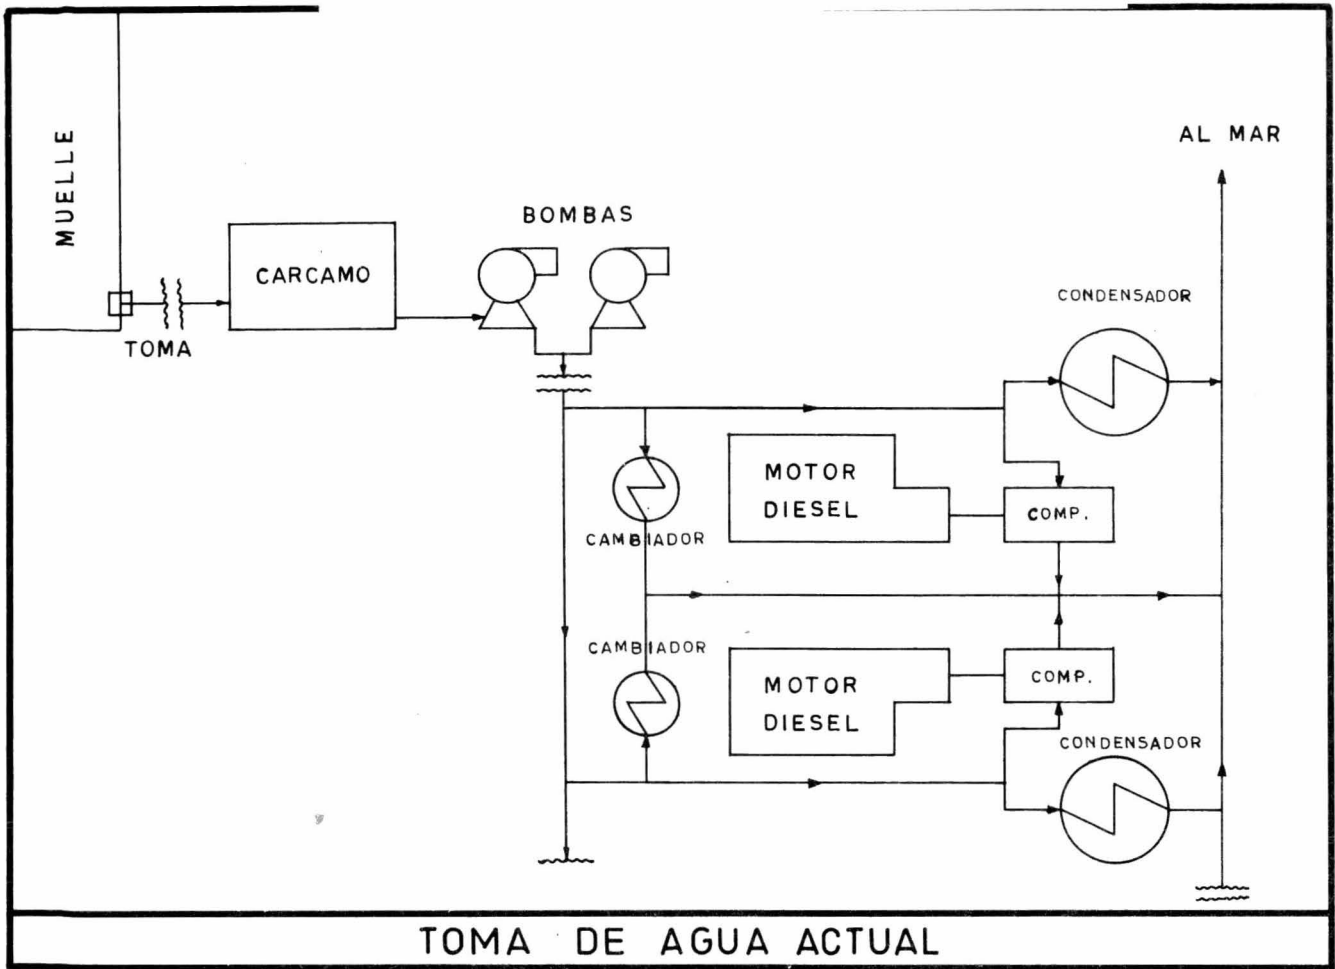 MUELLE
AL MAR
BOMBAS
CARCAMO
TOMA
CONDENSADOR
MOTOR
DIESEL
COMP.
CAMBIADOR
CAMBIADOR
MOTOR
DIESEL
COMP.
CONDENSADOR
TOMA DE AGUA ACTUAL